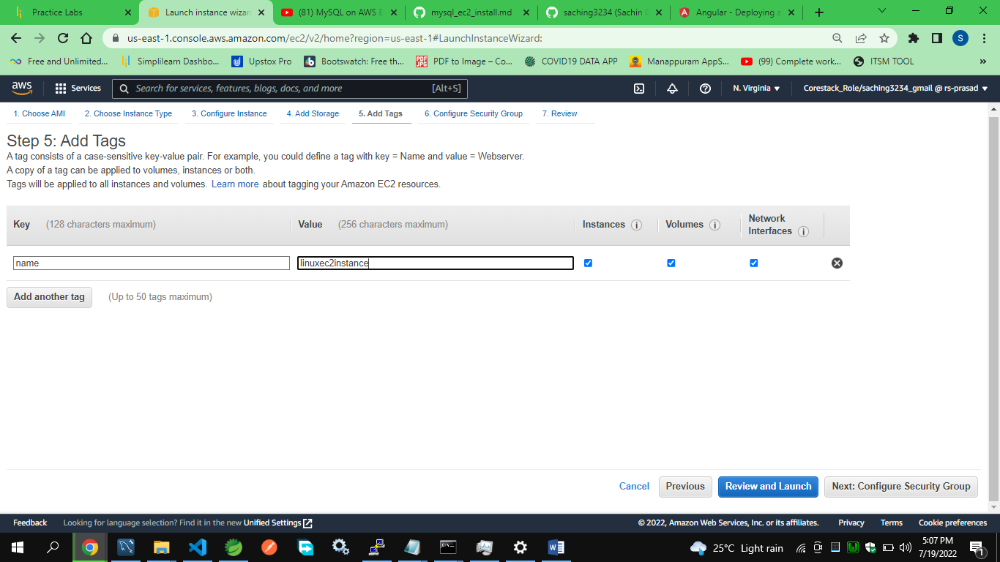 Practice Labs
Launch instance wizar
(81) MySQL on AWS E
mysql_ec2_install.md
saching3234 (Sachin
Angular - Deploying a
us-east-1.console.aws.amazon.com/ec2/v2/home?region=us-east-1#LaunchInstanceWizard:
S
Free and Unlimited...
Simplilearn Dashbo...
Upstox Pro
Bootswatch: Free th...
PDF to Image – Co...
COVID19 DATA APP
Manappuram AppS...
(99) Complete work...
ITSM TOOL
»
aws
Services
Search for services, features, blogs, docs, and more
[Alt+S]
N. Virginia
Corestack_Role/saching3234_gmail @ rs-prasad
1. Choose AMI
2. Choose Instance Type
3. Configure Instance
4. Add Storage
5. Add Tags
6. Configure Security Group
7. Review
Step 5: Add Tags
A tag consists of a case-sensitive key-value pair. For example, you could define a tag with key = Name and value = Webserver.
A copy of a tag can be applied to volumes, instances or both.
Tags will be applied to all instances and volumes. Learn more about tagging your Amazon EC2 resources.
Key (128 characters maximum)
Value (256 characters maximum)
Instances
Volumes
Network
Interfaces
name
linuxec2instance
Add another tag
(Up to 50 tags maximum)
Cancel
Previous
Review and Launch
Next: Configure Security Group
Feedback
Looking for language selection? Find it in the new Unified Settings
© 2022, Amazon Web Services, Inc. or its affiliates.
Privacy
Terms
Cookie preferences
25°C Light rain
5:07 PM
7/19/2022
1